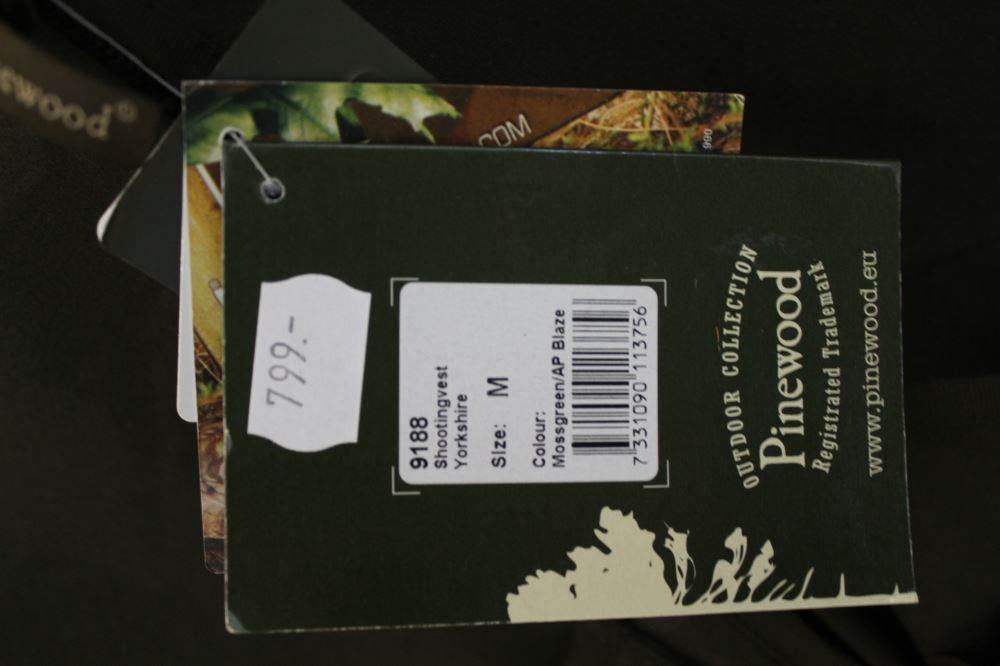 ewood®
.COM
990
799.-
9188
Shootingvest
Yorkshire
Size: M
Colour:
Mossgreen/AP Blaze
7 331090 113756
OUTDOOR COLLECTION
Pinewood
Registrated Trademark
www.pinewood.eu